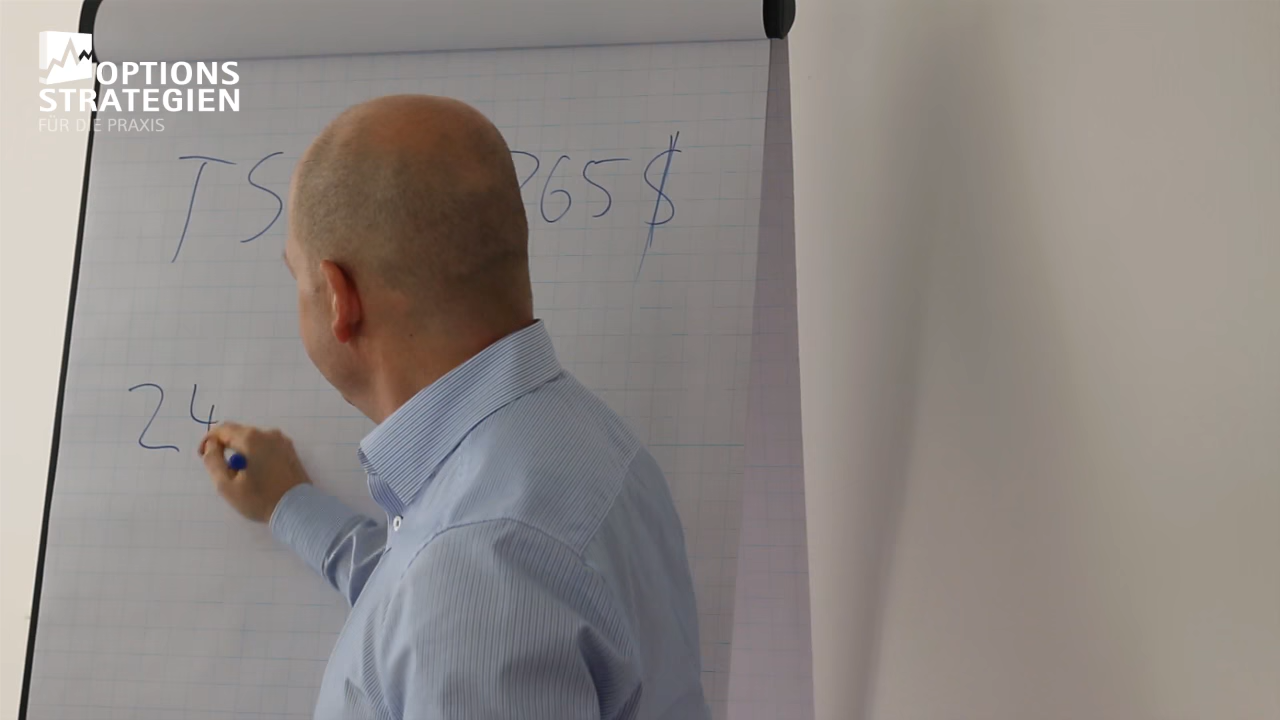 OPTIONS
STRATEGIEN
FÜR DIE PRAXIS
TS 265 $
24